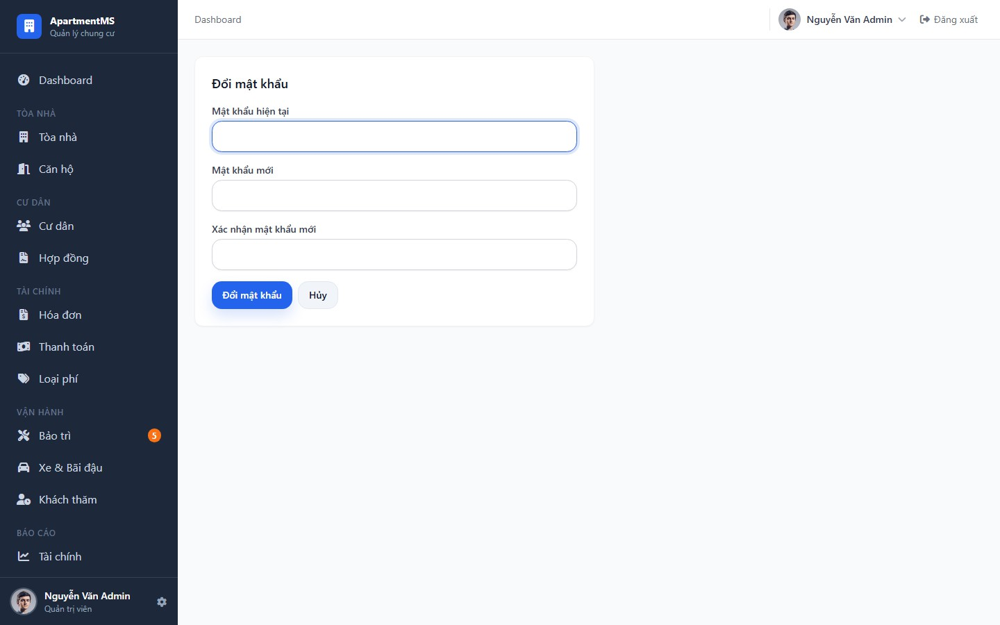 ApartmentMS
Quản lý chung cư
Dashboard
TÒA NHÀ
Tòa nhà
Căn hộ
CƯ DÂN
Cư dân
Hợp đồng
TÀI CHÍNH
Hóa đơn
Thanh toán
Loại phí
VẬN HÀNH
Bảo trì
5
Xe & Bãi đậu
Khách thăm
BÁO CÁO
Tài chính
Nguyễn Văn Admin
Quản trị viên
Dashboard
Nguyễn Văn Admin
Đăng xuất
Đổi mật khẩu
Mật khẩu hiện tại
Mật khẩu mới
Xác nhận mật khẩu mới
Đổi mật khẩu
Hủy